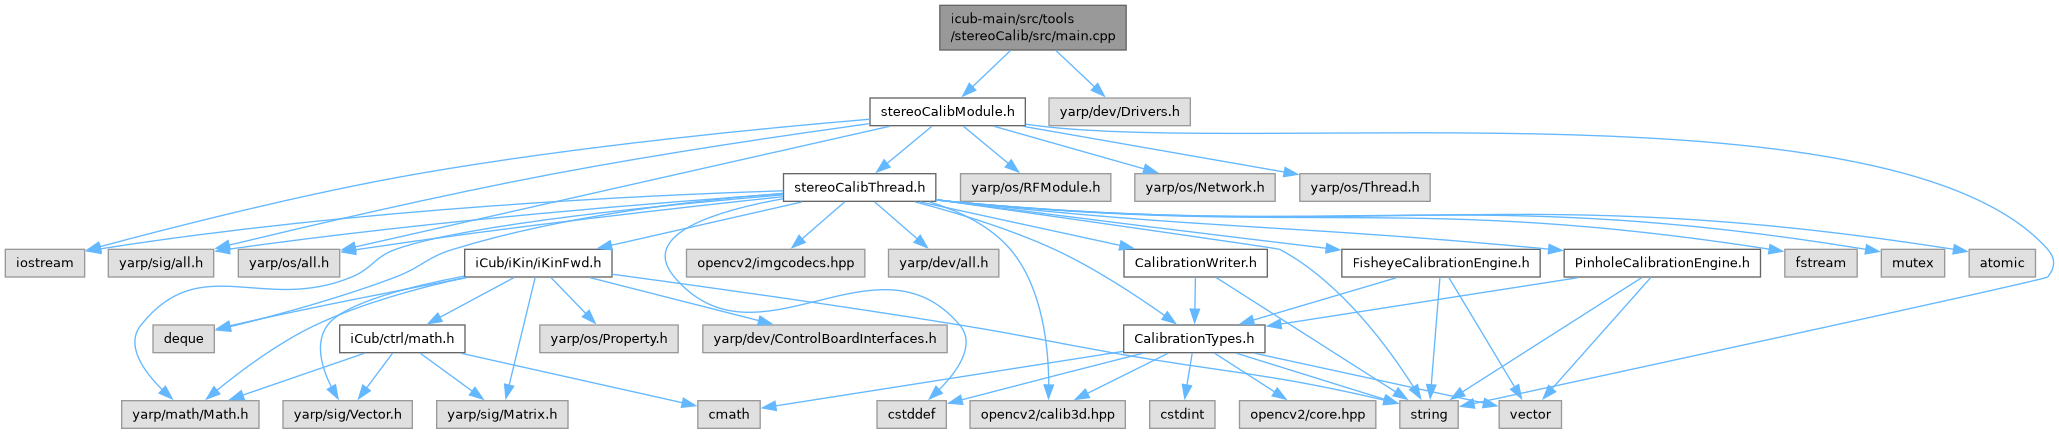 icub-main/src/tools
/stereoCalib/src/main.cpp
stereoCalibModule.h
yarp/dev/Drivers.h
stereoCalibThread.h
yarp/os/RFModule.h
yarp/os/Network.h
yarp/os/Thread.h
iostream
yarp/sig/all.h
yarp/os/all.h
iCub/iKin/iKinFwd.h
opencv2/imgcodecs.hpp
yarp/dev/all.h
CalibrationWriter.h
FisheyeCalibrationEngine.h
PinholeCalibrationEngine.h
fstream
mutex
atomic
deque
iCub/ctrl/math.h
yarp/os/Property.h
yarp/dev/ControlBoardInterfaces.h
CalibrationTypes.h
yarp/math/Math.h
yarp/sig/Vector.h
yarp/sig/Matrix.h
cmath
cstddef
opencv2/calib3d.hpp
cstdint
opencv2/core.hpp
string
vector